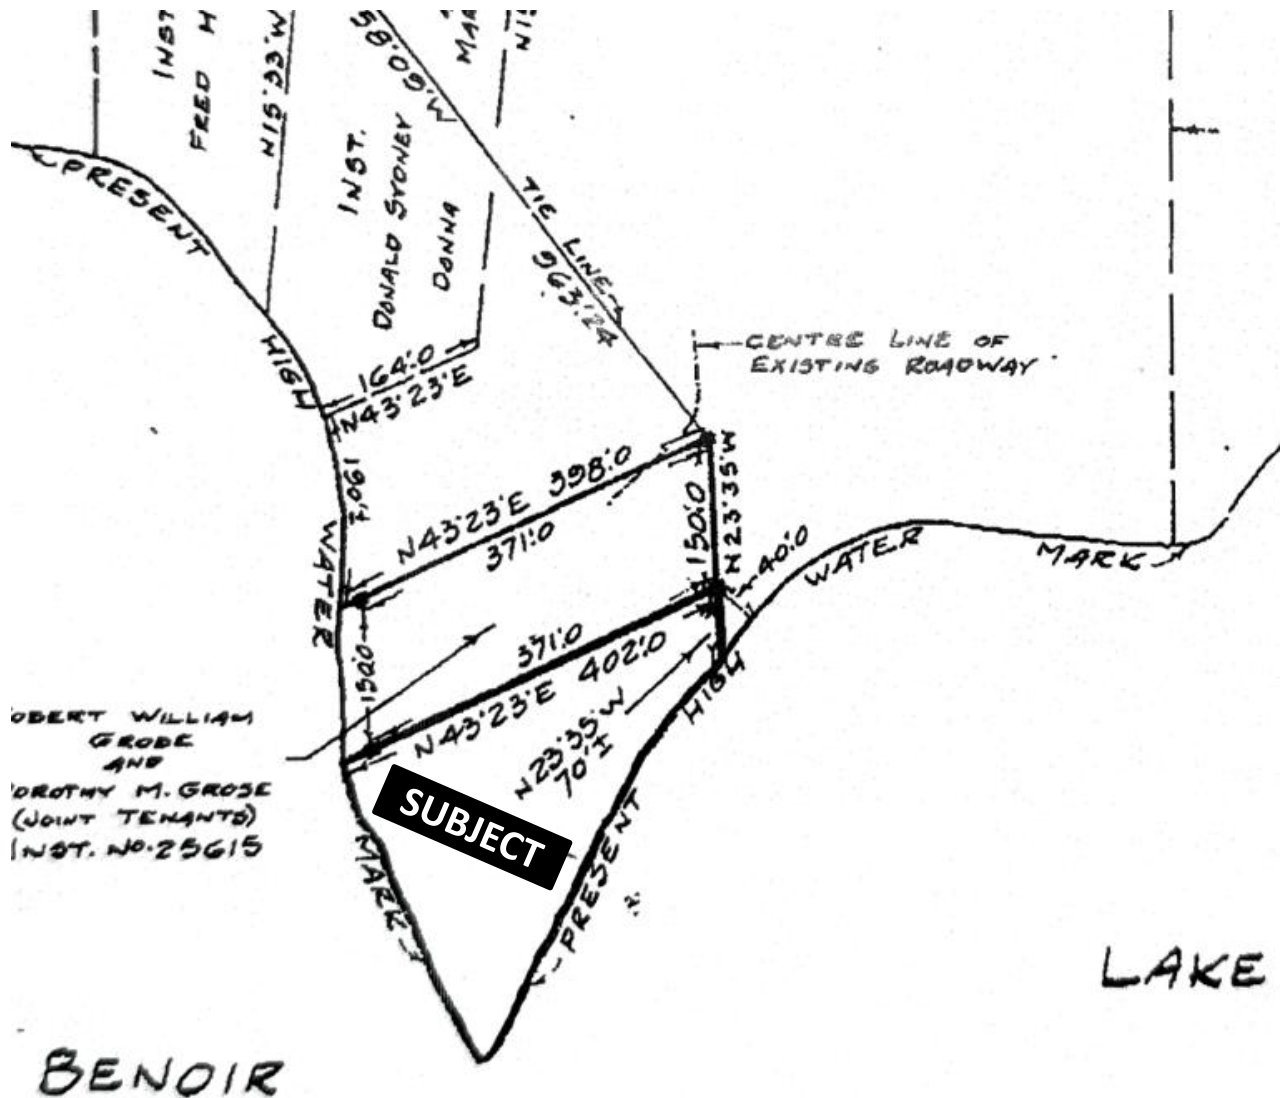 INST
FRED H
N15°33'W
INST.
DONALD SYDNEY
DONNA
58°09'W
MA
N15
TIE LINE
963.24
PRESENT
HIGH
WATER
MARK
164.0
N43°23'E
190'±
CENTRE LINE OF
EXISTING ROADWAY
398.0
N43°23'E
371.0
150.0
N23°35'W
40.0
WATER
MARK
HIGH
PRESENT
150.0
371.0
402.0
N43°23'E
N23°35'W
70'±
OBERT WILLIAM
GROSE
AND
OROTHY M. GROSE
(JOINT TENANTS)
INST. NO. 25615
SUBJECT
LAKE
BENOIR